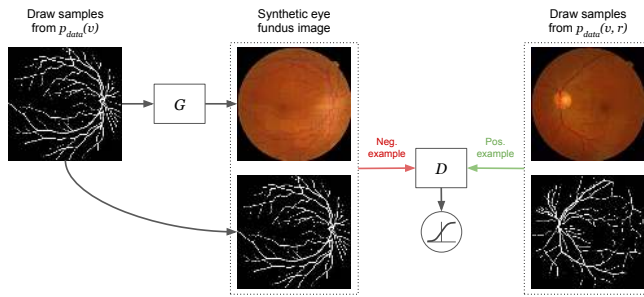 Draw samples
from p_data(v)
Synthetic eye
fundus image
Draw samples
from p_data(v, r)
G
Neg.
example
D
Pos.
example